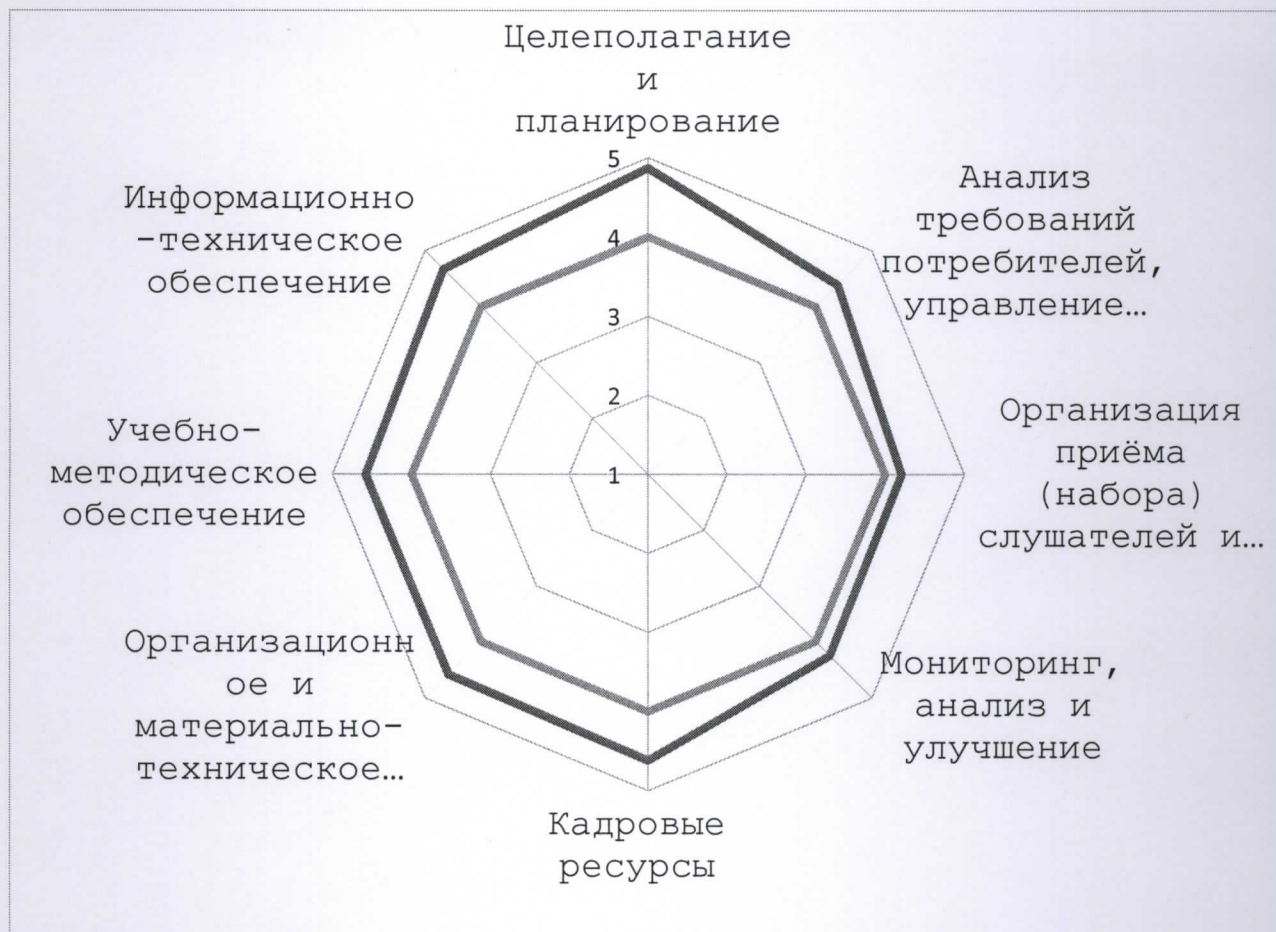 Целеполагание
и
планирование
Анализ
требований
потребителей,
управление…
Организация
приёма
(набора)
слушателей и…
Мониторинг,
анализ и
улучшение
Кадровые
ресурсы
Организационн
ое и
материально-
техническое…
Учебно-
методическое
обеспечение
Информационно
-техническое
обеспечение
5
4
3
2
1